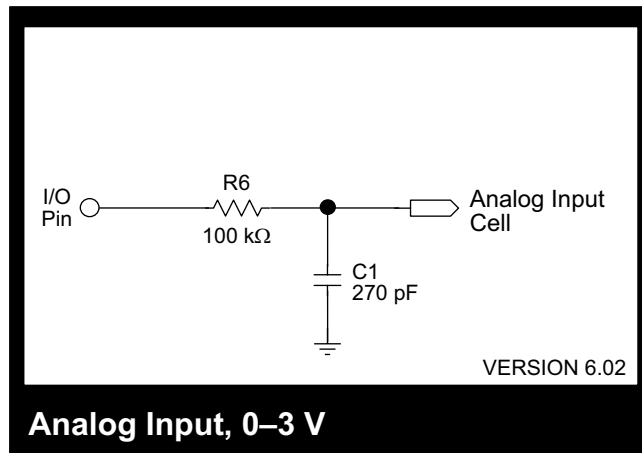 R6
I/O
Pin
100 kΩ
Analog Input
Cell
C1
270 pF
VERSION 6.02
Analog Input, 0–3 V